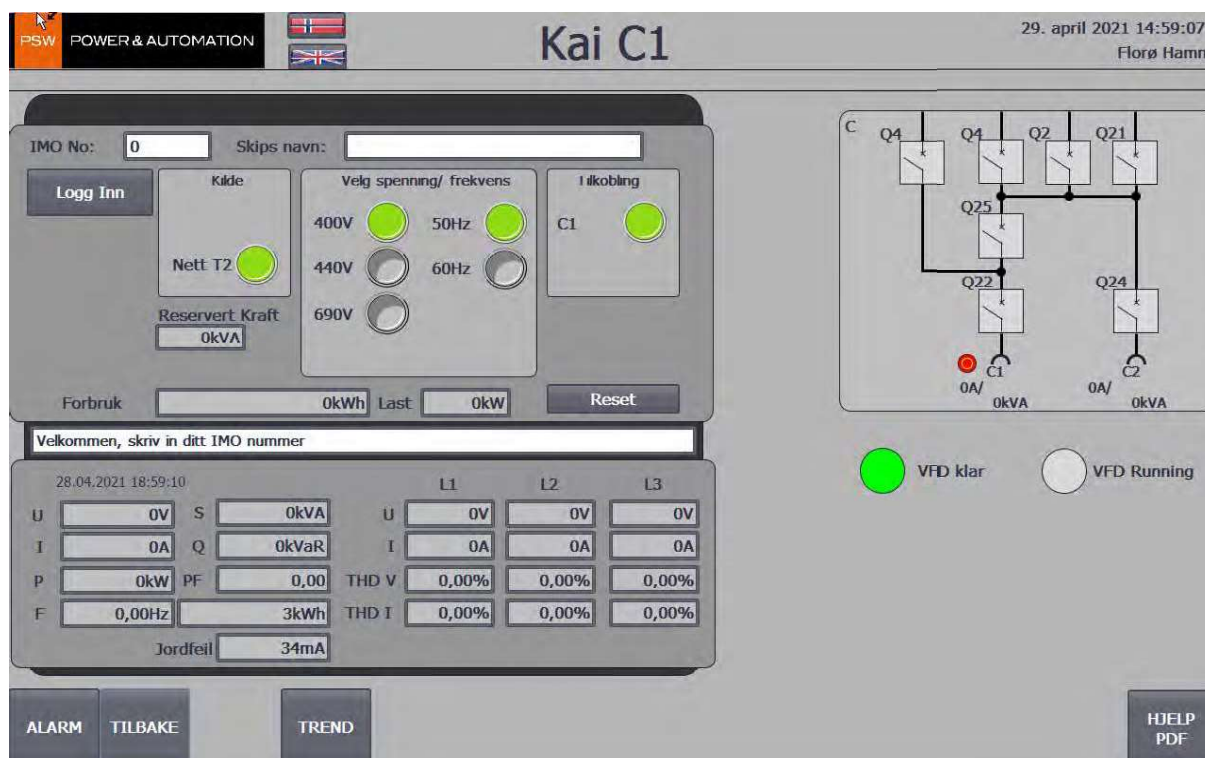 PSW POWER & AUTOMATION
Kai C1
29. april 2021 14:59:07
Florø Hamn
IMO No: 0 Skips navn:
Logg Inn
Kilde
Nett T2
Reservert Kraft
0kVA
Velg spenning/ frekvens
400V 50Hz
440V 60Hz
690V
Tilkobling
C1
Forbruk 0kWh Last 0kW Reset
Velkommen, skriv in ditt IMO nummer
28.04.2021 18:59:10 L1 L2 L3
U 0V S 0kVA U 0V 0V 0V
I 0A Q 0kVaR I 0A 0A 0A
P 0kW PF 0,00 THD V 0,00% 0,00% 0,00%
F 0,00Hz 3kWh THD I 0,00% 0,00% 0,00%
Jordfeil 34mA
C Q4 Q4 Q2 Q21
Q25
Q22 Q24
C1 C2
0A/ 0A/
0kVA 0kVA
VFD klar VFD Running
ALARM TILBAKE TREND
HJELP
PDF